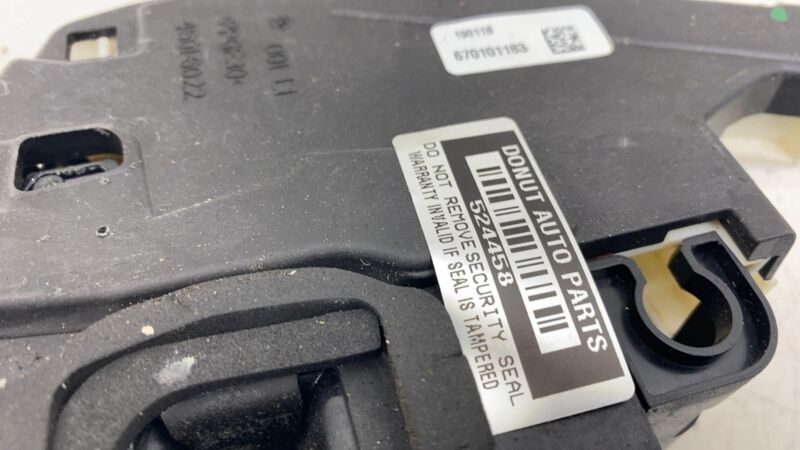 190118
670101183
DONUT AUTO PARTS
524458
DO NOT REMOVE SECURITY SEAL
WARRANTY INVALID IF SEAL IS TAMPERED